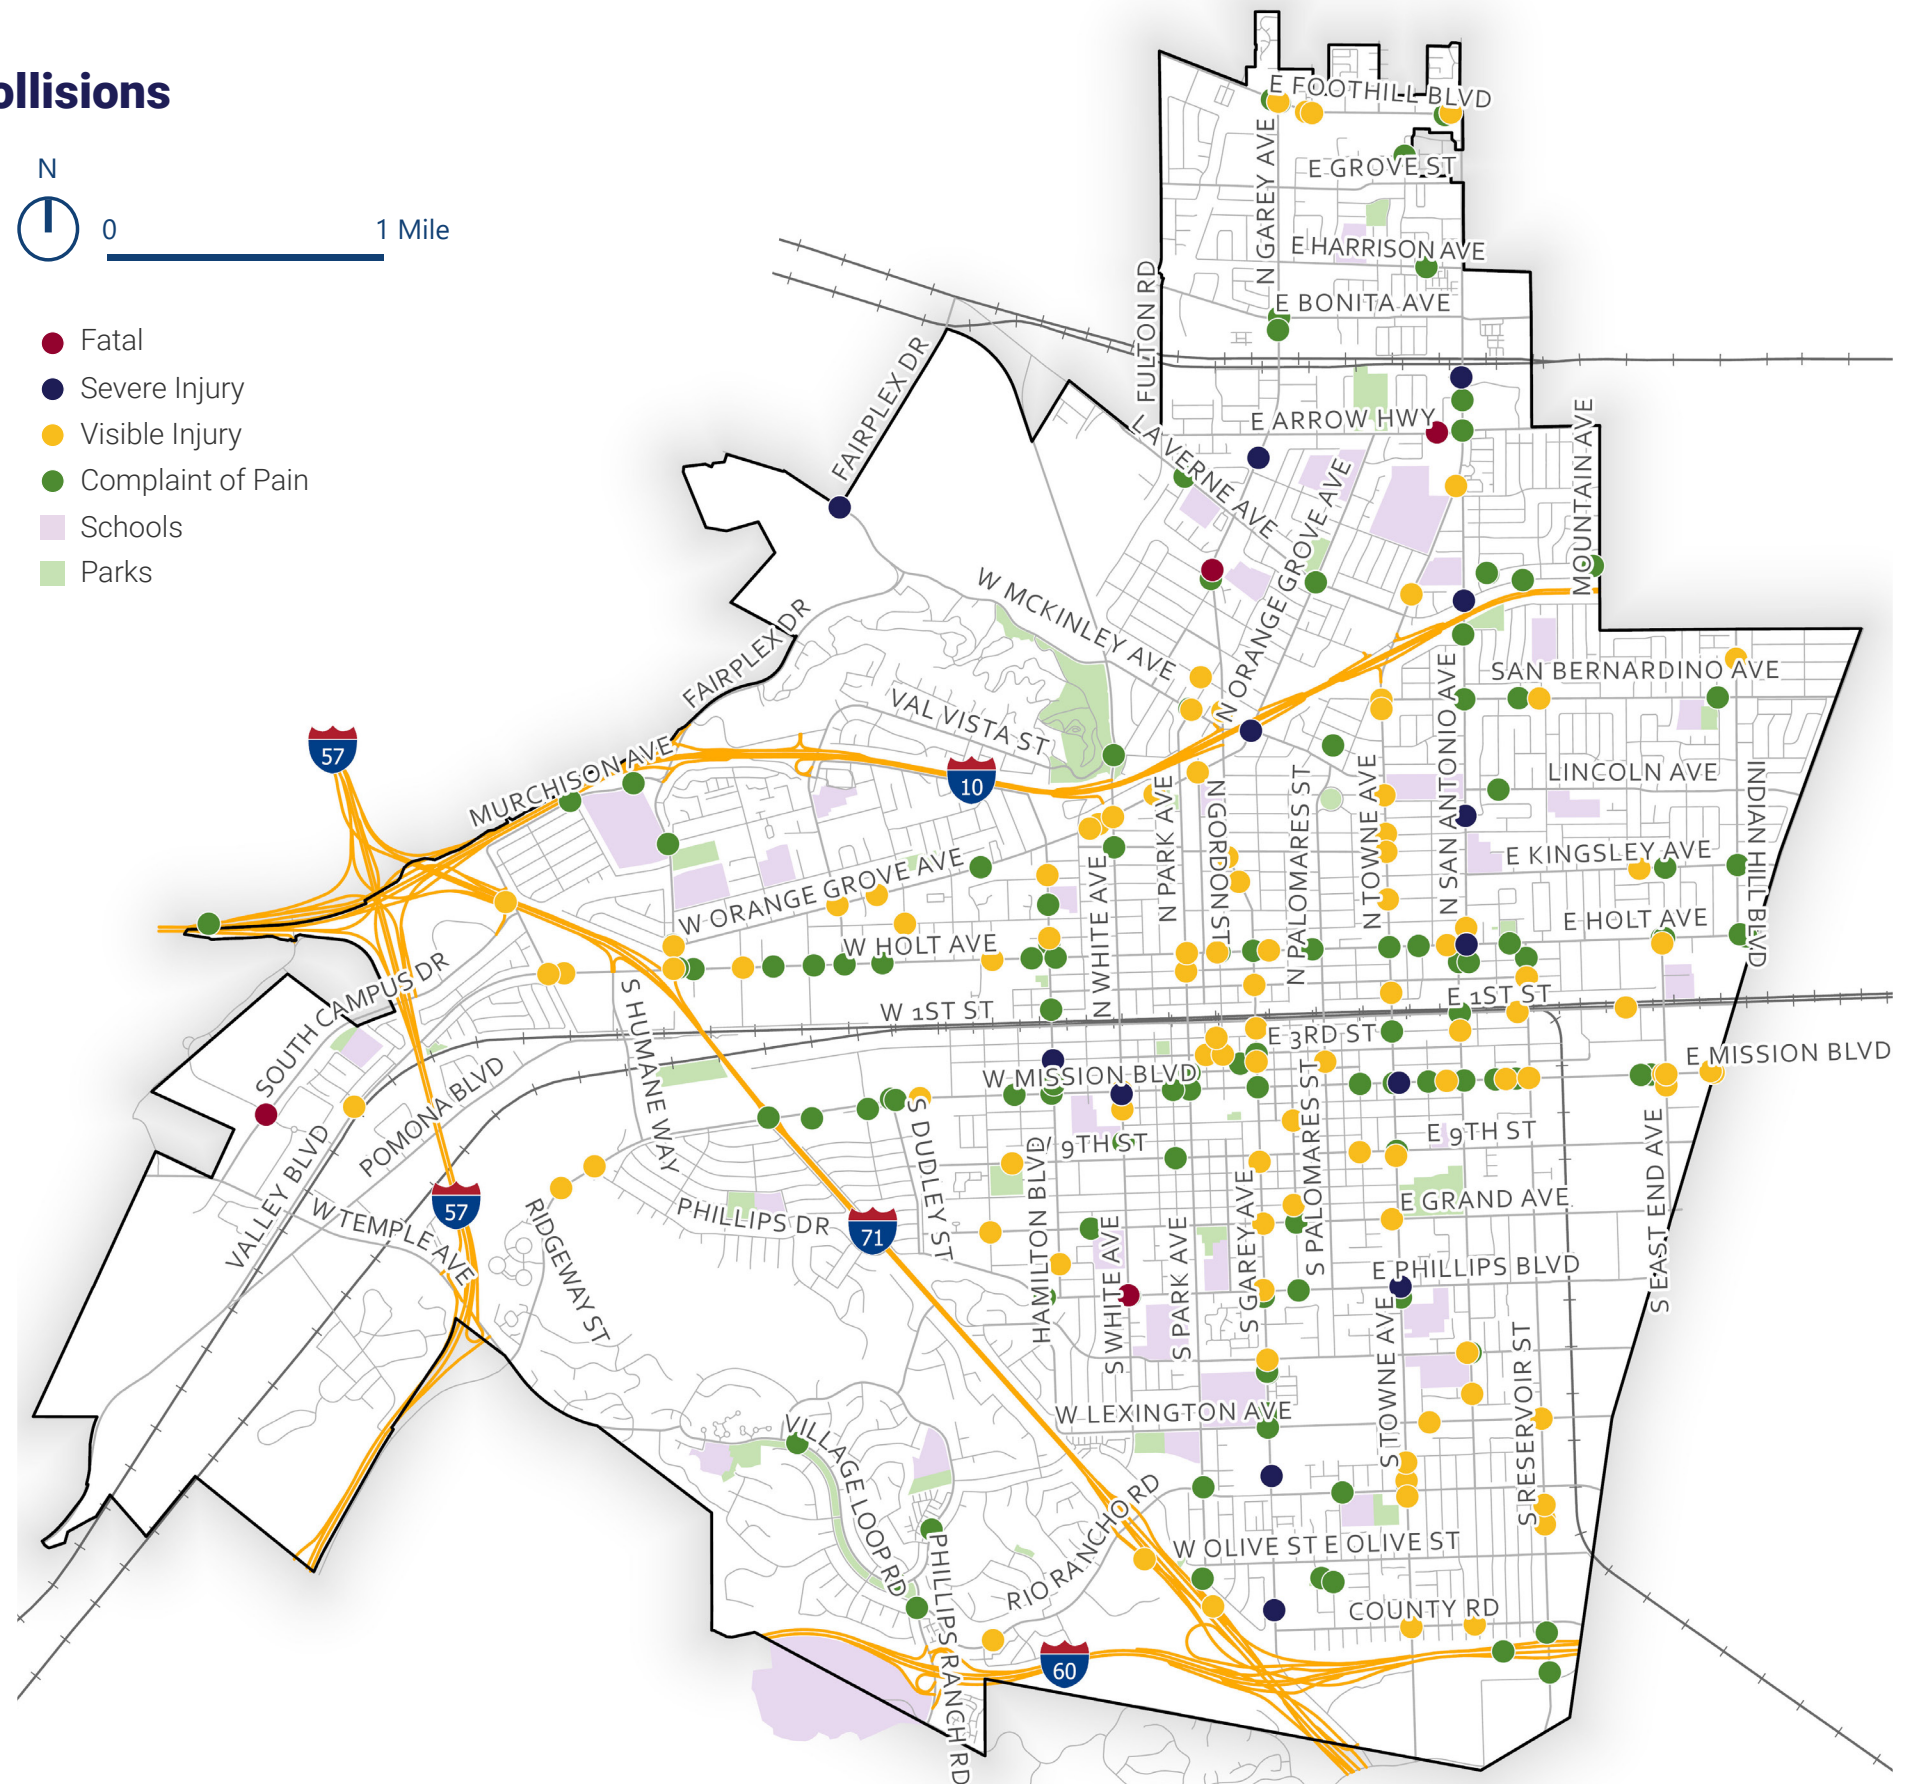 ollisions
N
0 1 Mile
Fatal
Severe Injury
Visible Injury
Complaint of Pain
Schools
Parks
E FOOTHILL BLVD
N GAREY AVE
E GROVE ST
E HARRISON AVE
E BONITA AVE
FULTON RD
FAIRPLEX DR
E ARROW HWY
LA VERNE AVE
MOUNTAIN AVE
N ORANGE GROVE AVE
W MCKINLEY AVE
FAIRPLEX DR
SAN BERNARDINO AVE
VAL VISTA ST
MURCHISON AVE
57
10
LINCOLN AVE
N SAN ANTONIO AVE
INDIAN HILL BLVD
N PARK AVE
N GORDON ST
N PALOMARES ST
N TOWNE AVE
E KINGSLEY AVE
W ORANGE GROVE AVE
N WHITE AVE
E HOLT AVE
W HOLT AVE
SOUTH CAMPUS DR
S HUMANE WAY
W 1ST ST
E 1ST ST
E 3RD ST
E MISSION BLVD
W MISSION BLVD
POMONA BLVD
VALLEY BLVD
S DUDLEY ST
9TH ST
E 9TH ST
S PALOMARES ST
HAMILTON BLVD
S EAST END AVE
W TEMPLE AVE
57
RIDGEWAY ST
PHILLIPS DR
71
E GRAND AVE
S WHITE AVE
S PARK AVE
S GAREY AVE
E PHILLIPS BLVD
S TOWNE AVE
S RESERVOIR ST
W LEXINGTON AVE
VILLAGE LOOP RD
RIO RANCHO RD
W OLIVE ST E OLIVE ST
PHILLIPS RANCH RD
COUNTY RD
60